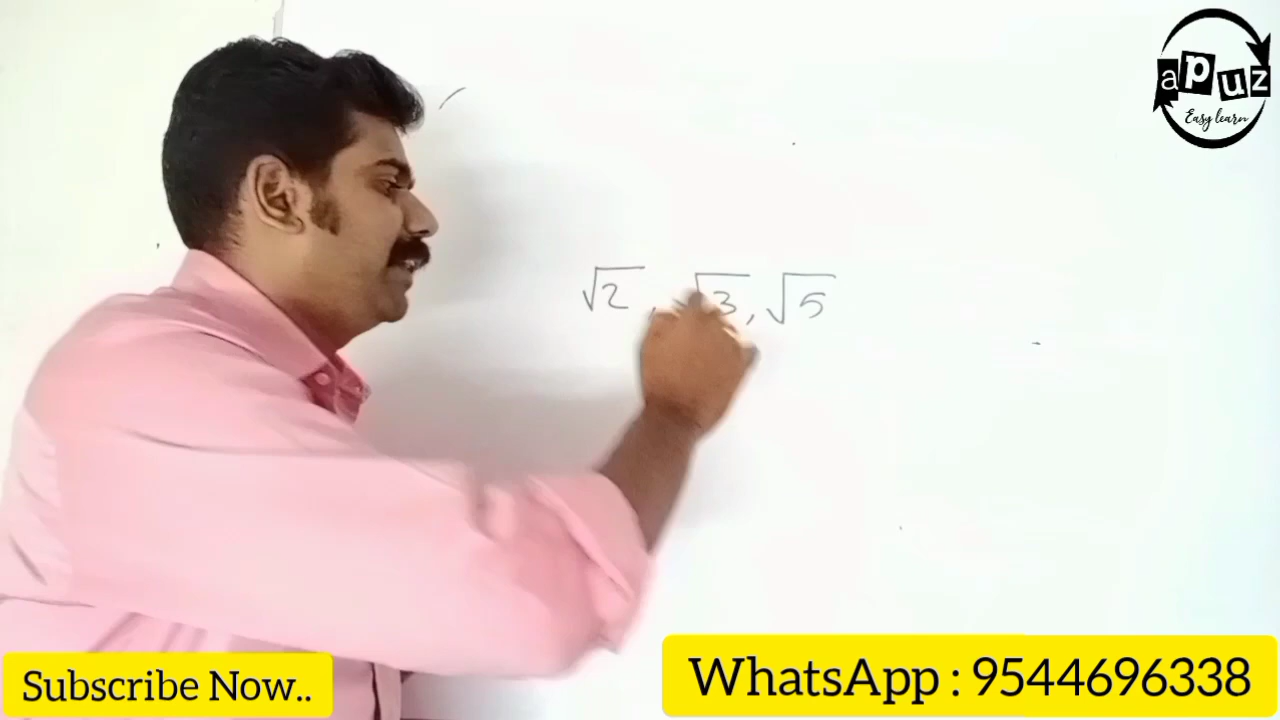 apuz
Easy learn
√2, √3, √5
Subscribe Now..
WhatsApp : 9544696338